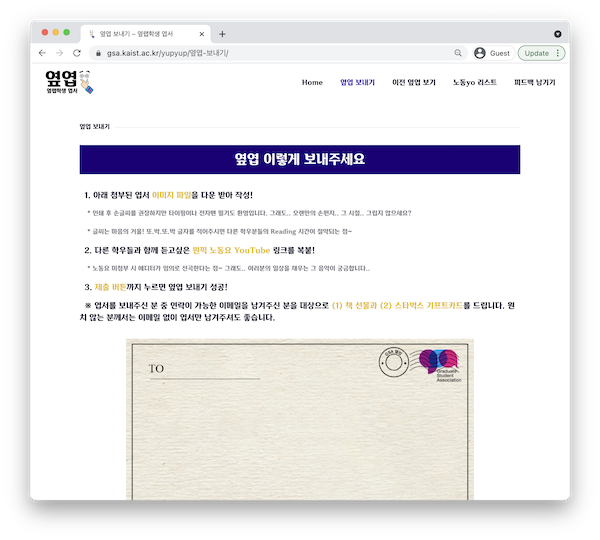 옆엽 보내기 – 옆랩학생 엽서
gsa.kaist.ac.kr/yupyup/옆엽-보내기/
Guest
Update
옆엽
옆랩학생 엽서
Home
옆엽 보내기
이전 옆엽 보기
노동yo 리스트
피드백 남기기
옆엽 보내기
옆엽 이렇게 보내주세요
1. 아래 첨부된 엽서 이미지 파일을 다운 받아 작성!
* 인쇄 후 손글씨를 권장하지만 타이핑이나 전자펜 필기도 환영입니다. 그래도.. 오랜만의 손편지.. 그 시절.. 그립지 않으세요?
* 글씨는 마음의 거울! 또.박.또.박 글자를 적어주시면 다른 학우분들의 Reading 시간이 절약되는 점~
2. 다른 학우들과 함께 듣고싶은 원픽 노동요 YouTube 링크를 복붙!
* 노동요 미첨부 시 에디터가 임의로 선곡한다는 점~ 그래도.. 여러분의 일상을 채우는 그 음악이 궁금합니다..
3. 제출 버튼까지 누르면 옆엽 보내기 성공!
※ 엽서를 보내주신 분 중 연락이 가능한 이메일을 남겨주신 분을 대상으로 (1) 책 선물과 (2) 스타벅스 기프트카드를 드립니다. 원
치 않는 분께서는 이메일 없이 엽서만 남겨주셔도 좋습니다.
TO
Graduate
Student
Association